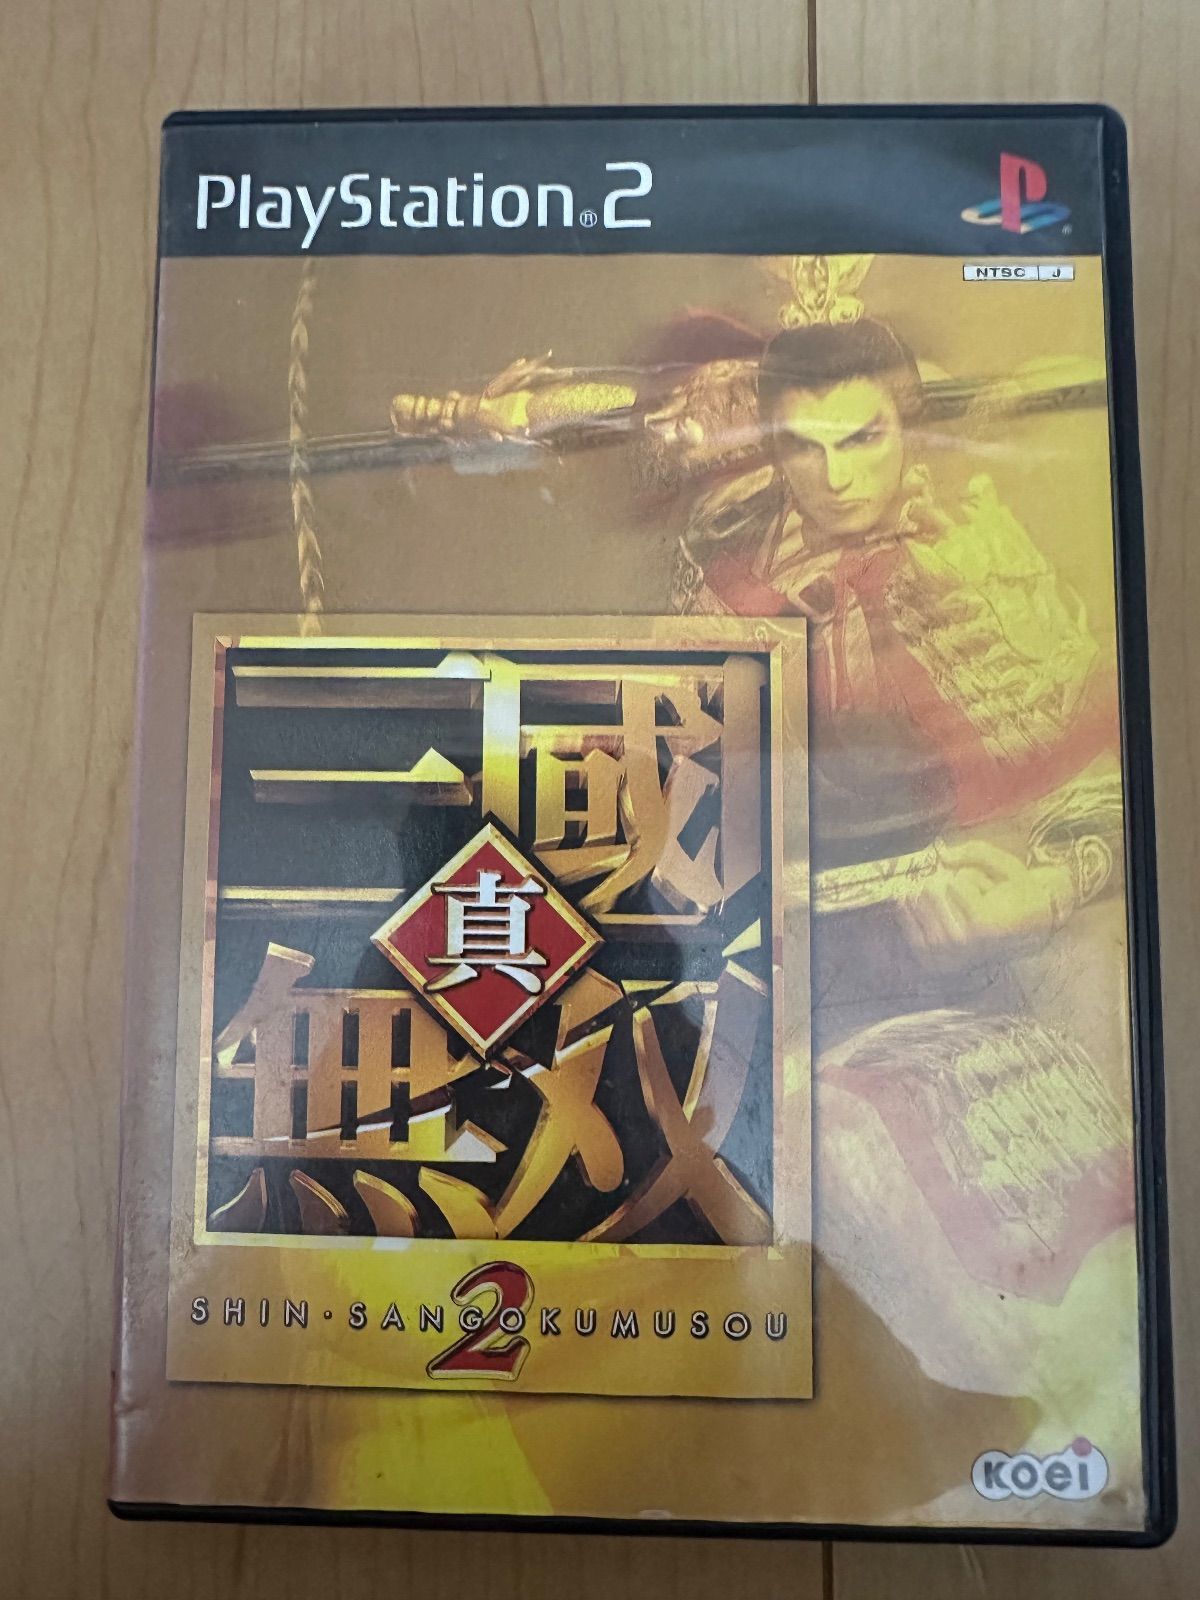 PlayStation®2
NTSC J
三國
真
無双
2
SHIN・SANGOKUMUSOU
KOEI